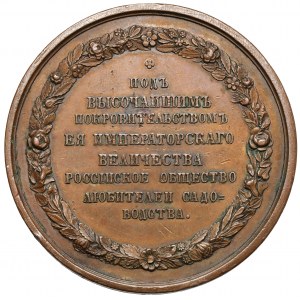 ПОДЪ
ВЫСОЧАЙШИМЪ
ПОКРОВИТЕЛЬСТВОМЪ
ЕЯ ИМПЕРАТОРСКАГО
ВЕЛИЧЕСТВА
РОССІЙСКОЕ ОБЩЕСТВО
ЛЮБИТЕЛЕЙ САДО-
ВОДСТВА.